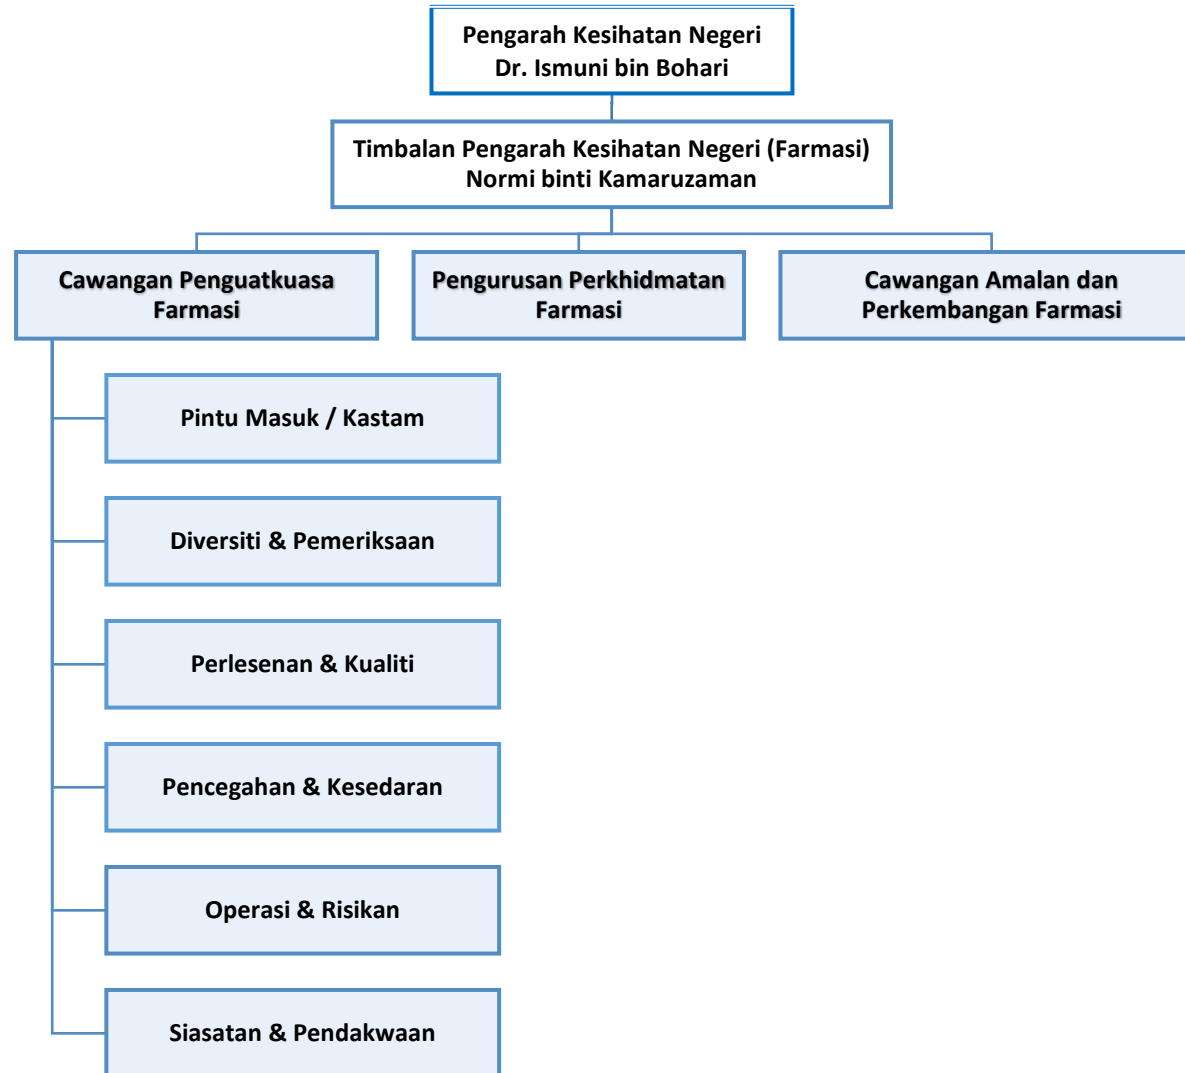 Pengarah Kesihatan Negeri
Dr. Ismuni bin Bohari
Timbalan Pengarah Kesihatan Negeri (Farmasi)
Normi binti Kamaruzaman
Cawangan Penguatkuasa
Farmasi
Pengurusan Perkhidmatan
Farmasi
Cawangan Amalan dan
Perkembangan Farmasi
Pintu Masuk / Kastam
Diversiti & Pemeriksaan
Perlesenan & Kualiti
Pencegahan & Kesedaran
Operasi & Risikan
Siasatan & Pendakwaan